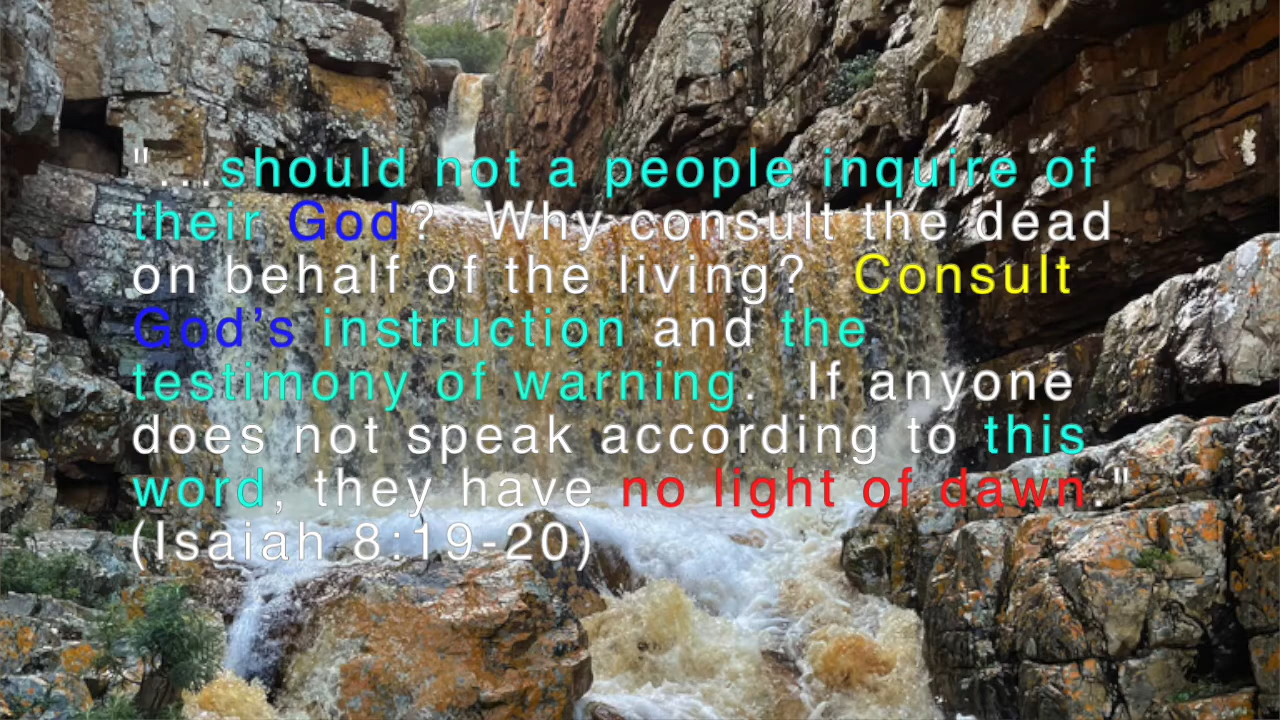 "...should not a people inquire of
their God?  Why consult the dead
on behalf of the living?  Consult
God’s instruction and the
testimony of warning.  If anyone
does not speak according to this
word, they have no light of dawn."
(Isaiah 8:19-20)